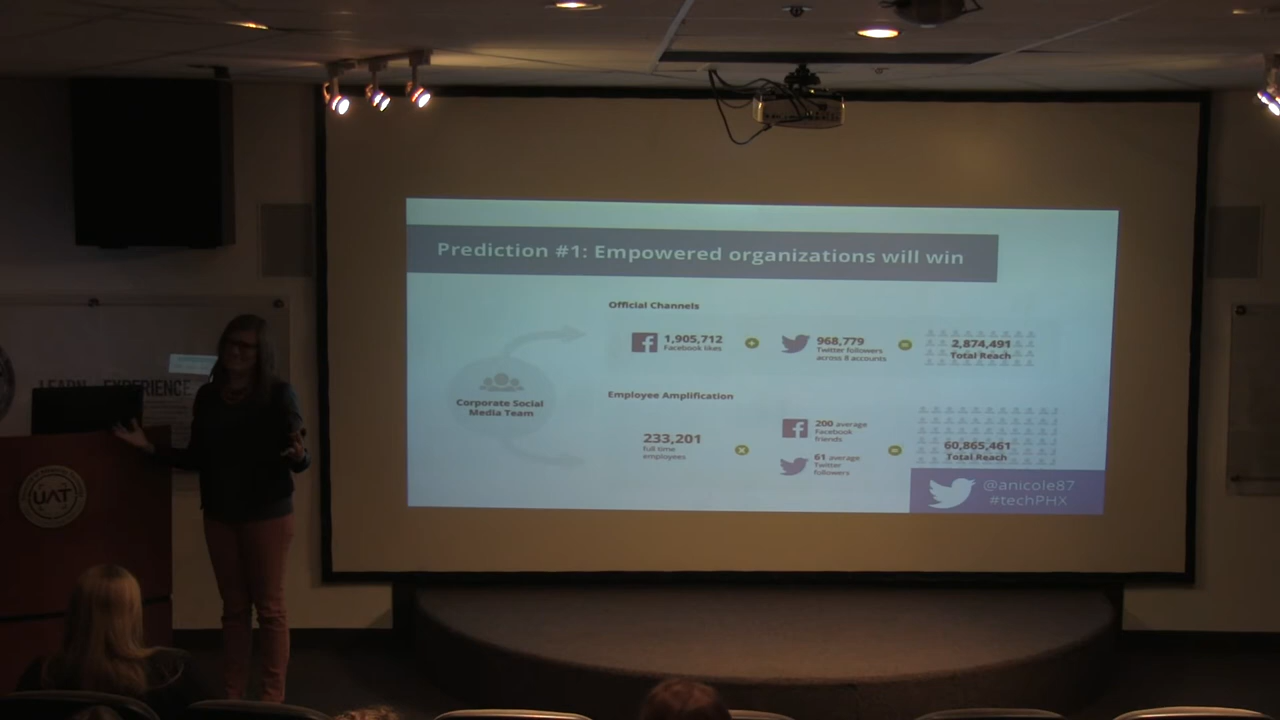 Prediction #1: Empowered organizations will win
Official Channels
1,905,712
Facebook likes
968,779
Twitter followers
across 8 accounts
2,874,491
Total Reach
Corporate Social
Media Team
Employee Amplification
233,201
full time
employees
200 average
Facebook
friends
61 average
Twitter
followers
60,865,461
Total Reach
@anicole87
#techPHX
LEARN EXPERIENCE
UAT